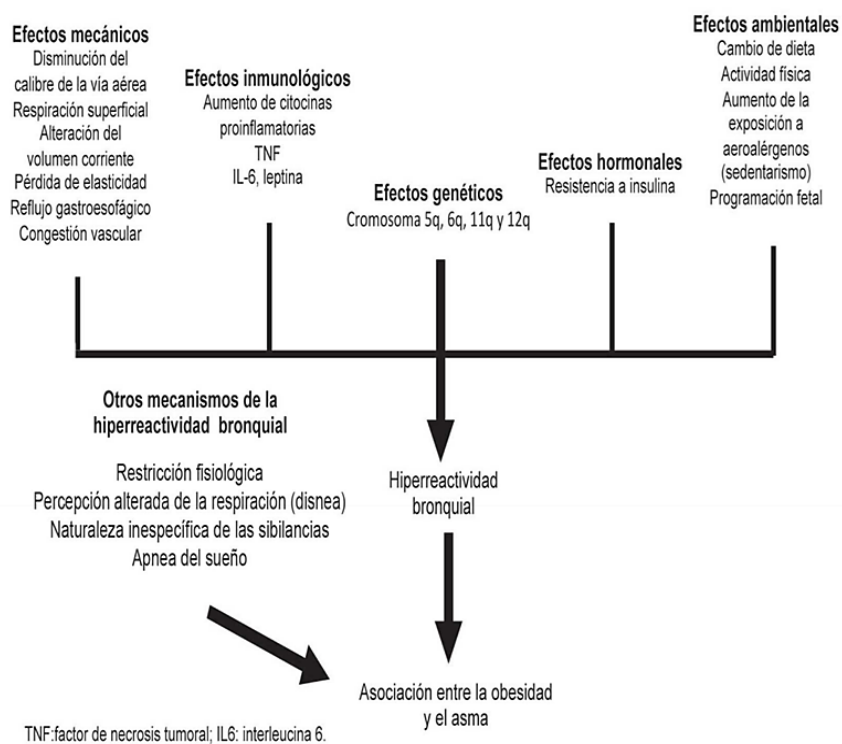 Efectos mecánicos
Disminución del
calibre de la vía aérea
Respiración superficial
Alteración del
volumen corriente
Pérdida de elasticidad
Reflujo gastroesofágico
Congestión vascular
Efectos inmunológicos
Aumento de citocinas
proinflamatorias
TNF
IL-6, leptina
Efectos genéticos
Cromosoma 5q, 6q, 11q y 12q
Efectos hormonales
Resistencia a insulina
Efectos ambientales
Cambio de dieta
Actividad física
Aumento de la
exposición a
aeroalérgenos
(sedentarismo)
Programación fetal
Otros mecanismos de la
hiperreactividad bronquial
Restricción fisiológica
Percepción alterada de la respiración (disnea)
Naturaleza inespecífica de las sibilancias
Apnea del sueño
Hiperreactividad
bronquial
Asociación entre la obesidad
y el asma
TNF:factor de necrosis tumoral; IL6: interleucina 6.